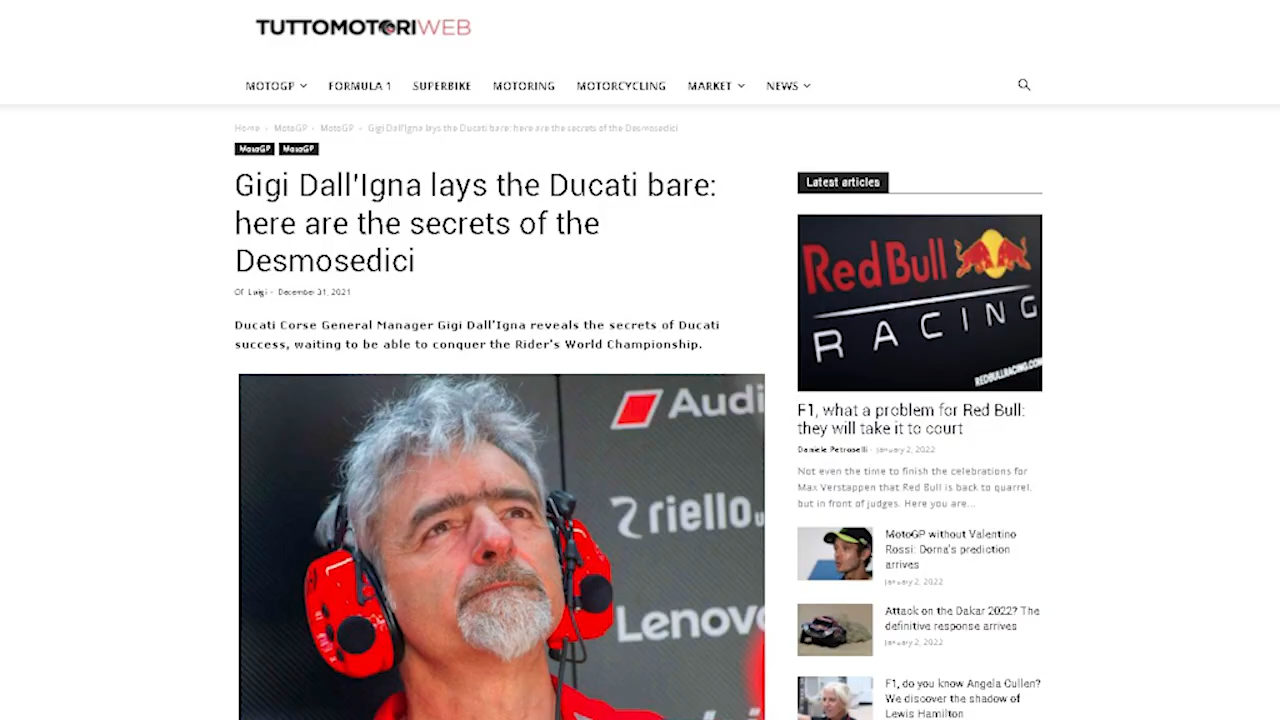 TUTTOMOTORIWEB
MOTOGP
FORMULA 1
SUPERBIKE
MOTORING
MOTORCYCLING
MARKET
NEWS
Home › MotoGP › MotoGP › Gigi Dall'Igna lays the Ducati bare: here are the secrets of the Desmosedici
MotoGP MotoGP
Gigi Dall'Igna lays the Ducati bare:
here are the secrets of the
Desmosedici
Of Luigi - December 31, 2021
Ducati Corse General Manager Gigi Dall'Igna reveals the secrets of Ducati
success, waiting to be able to conquer the Rider's World Championship.
Audi
riello
Lenovo
Latest articles
Red Bull
RACING
REDBULLRACING.COM
F1, what a problem for Red Bull:
they will take it to court
Daniele Petroselli - January 2, 2022
Not even the time to finish the celebrations for
Max Verstappen that Red Bull is back to quarrel,
but in front of judges. Here you are...
MotoGP without Valentino
Rossi: Dorna's prediction
arrives
January 2, 2022
Attack on the Dakar 2022? The
definitive response arrives
January 2, 2022
F1, do you know Angela Cullen?
We discover the shadow of
Lewis Hamilton